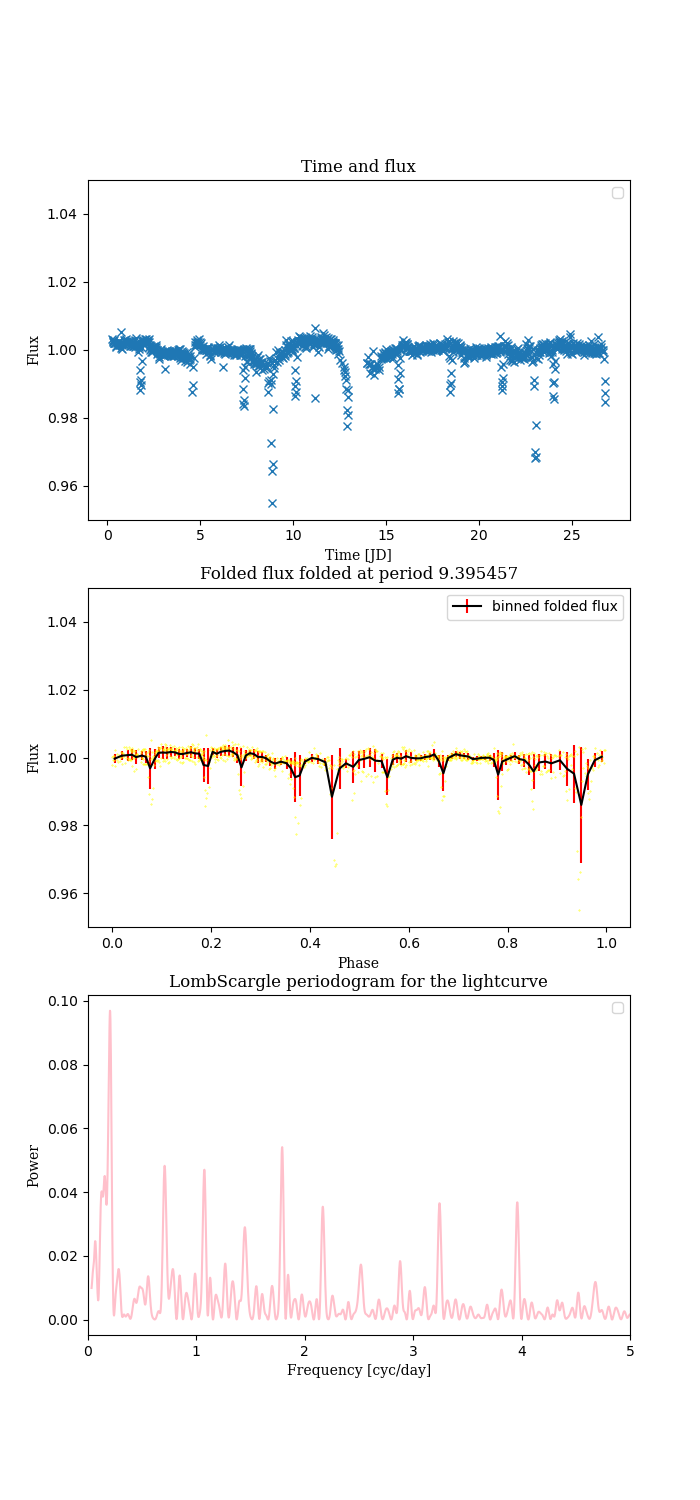 Time and flux
1.04
1.02
1.00
0.98
0.96
Flux
0 5 10 15 20 25
Time [JD]
Folded flux folded at period 9.395457
binned folded flux
1.04
1.02
1.00
0.98
0.96
Flux
0.0 0.2 0.4 0.6 0.8 1.0
Phase
LombScargle periodogram for the lightcurve
0.10
0.08
0.06
0.04
0.02
0.00
Power
0 1 2 3 4 5
Frequency [cyc/day]